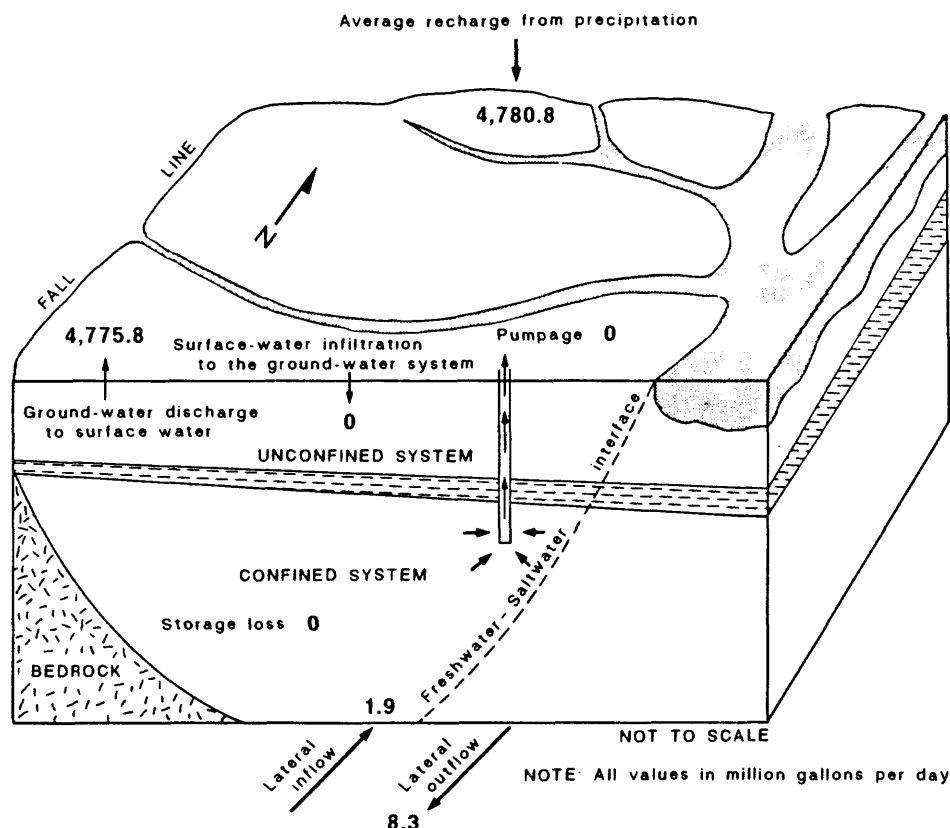 Average recharge from precipitation
4,780.8
LINE
N
FALL
4,775.8
Surface-water infiltration
to the ground-water system
Pumpage 0
Ground-water discharge
to surface water
0
UNCONFINED SYSTEM
Freshwater - Saltwater interface
CONFINED SYSTEM
Storage loss 0
BEDROCK
1.9
NOT TO SCALE
Lateral
inflow
Lateral
outflow
NOTE: All values in million gallons per day
8.3